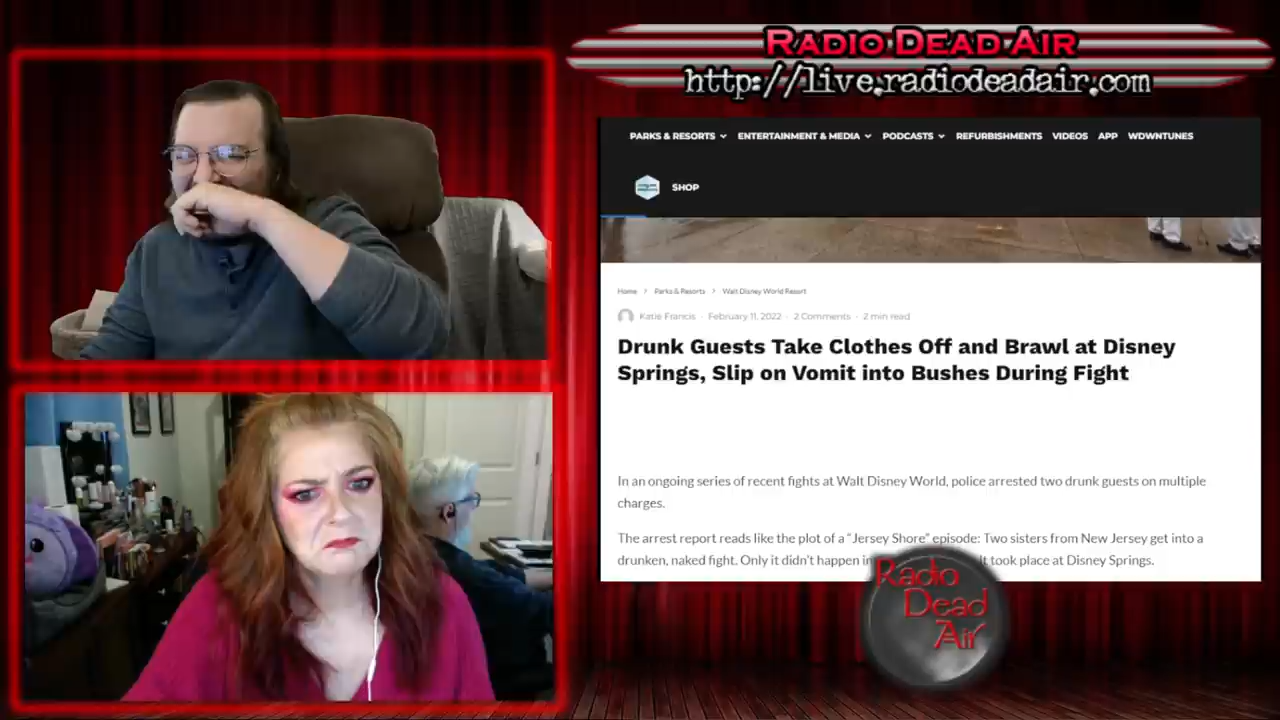 RADIO DEAD AIR
http://live.radiodeadair.com
PARKS & RESORTS ENTERTAINMENT & MEDIA PODCASTS REFURBISHMENTS VIDEOS APP WDWNTUNES
SHOP
Home > Parks & Resorts > Walt Disney World Resort
Katie Francis · February 11, 2022 · 2 Comments · 2 min read
Drunk Guests Take Clothes Off and Brawl at Disney
Springs, Slip on Vomit into Bushes During Fight
In an ongoing series of recent fights at Walt Disney World, police arrested two drunk guests on multiple
charges.
The arrest report reads like the plot of a “Jersey Shore” episode: Two sisters from New Jersey get into a
drunken, naked fight. Only it didn’t happen in It took place at Disney Springs.
Radio
Dead
Air